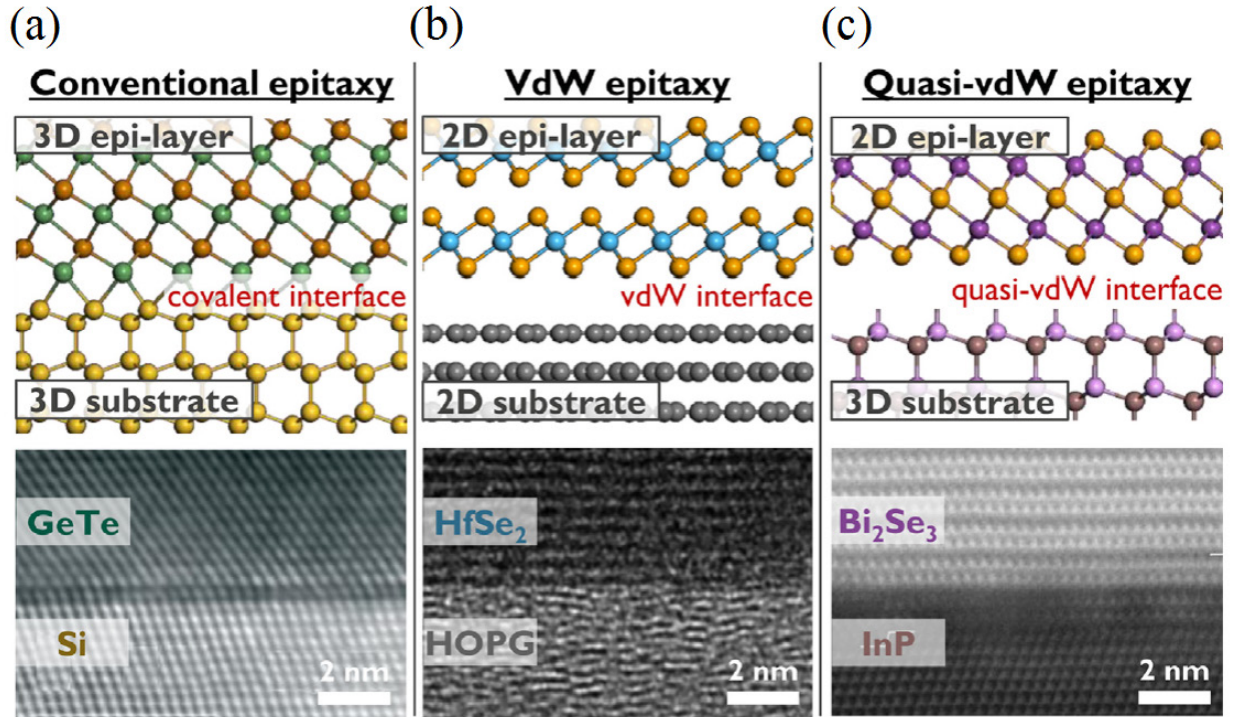 (a)
Conventional epitaxy
3D epi-layer
covalent interface
3D substrate
GeTe
Si
2 nm
(b)
VdW epitaxy
2D epi-layer
vdW interface
2D substrate
HfSe₂
HOPG
2 nm
(c)
Quasi-vdW epitaxy
2D epi-layer
quasi-vdW interface
3D substrate
Bi₂Se₃
InP
2 nm